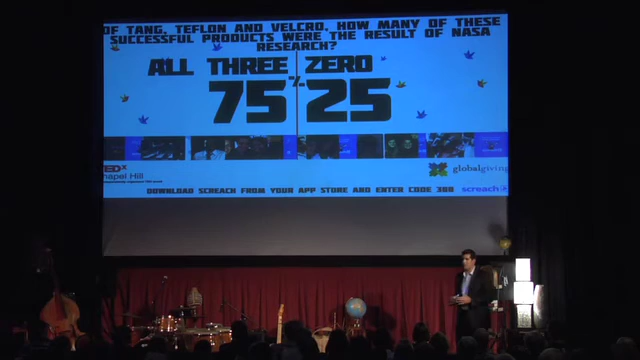 OF TANG, TEFLON AND VELCRO, HOW MANY OF THESE
SUCCESSFUL PRODUCTS WERE THE RESULT OF NASA
RESEARCH?
ALL THREE ZERO
75 % 25
TEDx
Chapel Hill
globalgiving
DOWNLOAD SCREACH FROM YOUR APP STORE AND ENTER CODE 388
screach